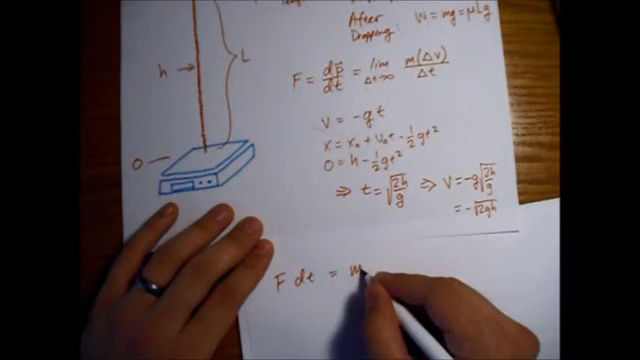 After
Dropping: W = mg = μLg
h → L
F = dp⃗/dt = lim Δt→0 m(Δv)/Δt
V = -gt
x = x₀ + v₀t - ½gt²
0 = h - ½gt²
0 —
⇒ t = √(2h/g) ⇒ V = -g√(2h/g)
= -√2gh
F dt = m